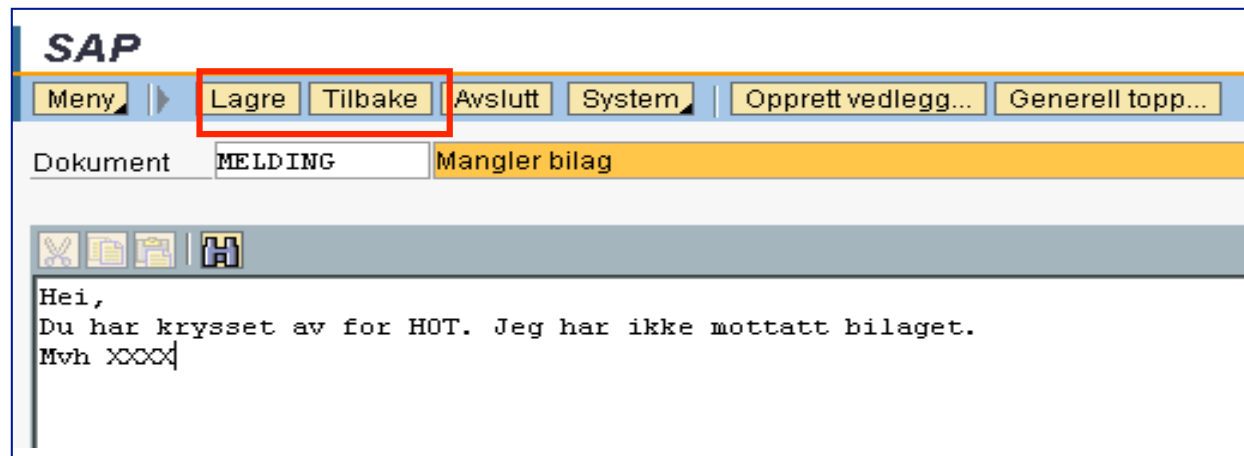 SAP
Meny Lagre Tilbake Avslutt System Opprett vedlegg... Generell topp...
Dokument MELDING Mangler bilag
Hei,
Du har krysset av for HOT. Jeg har ikke mottatt bilaget.
Mvh XXXX